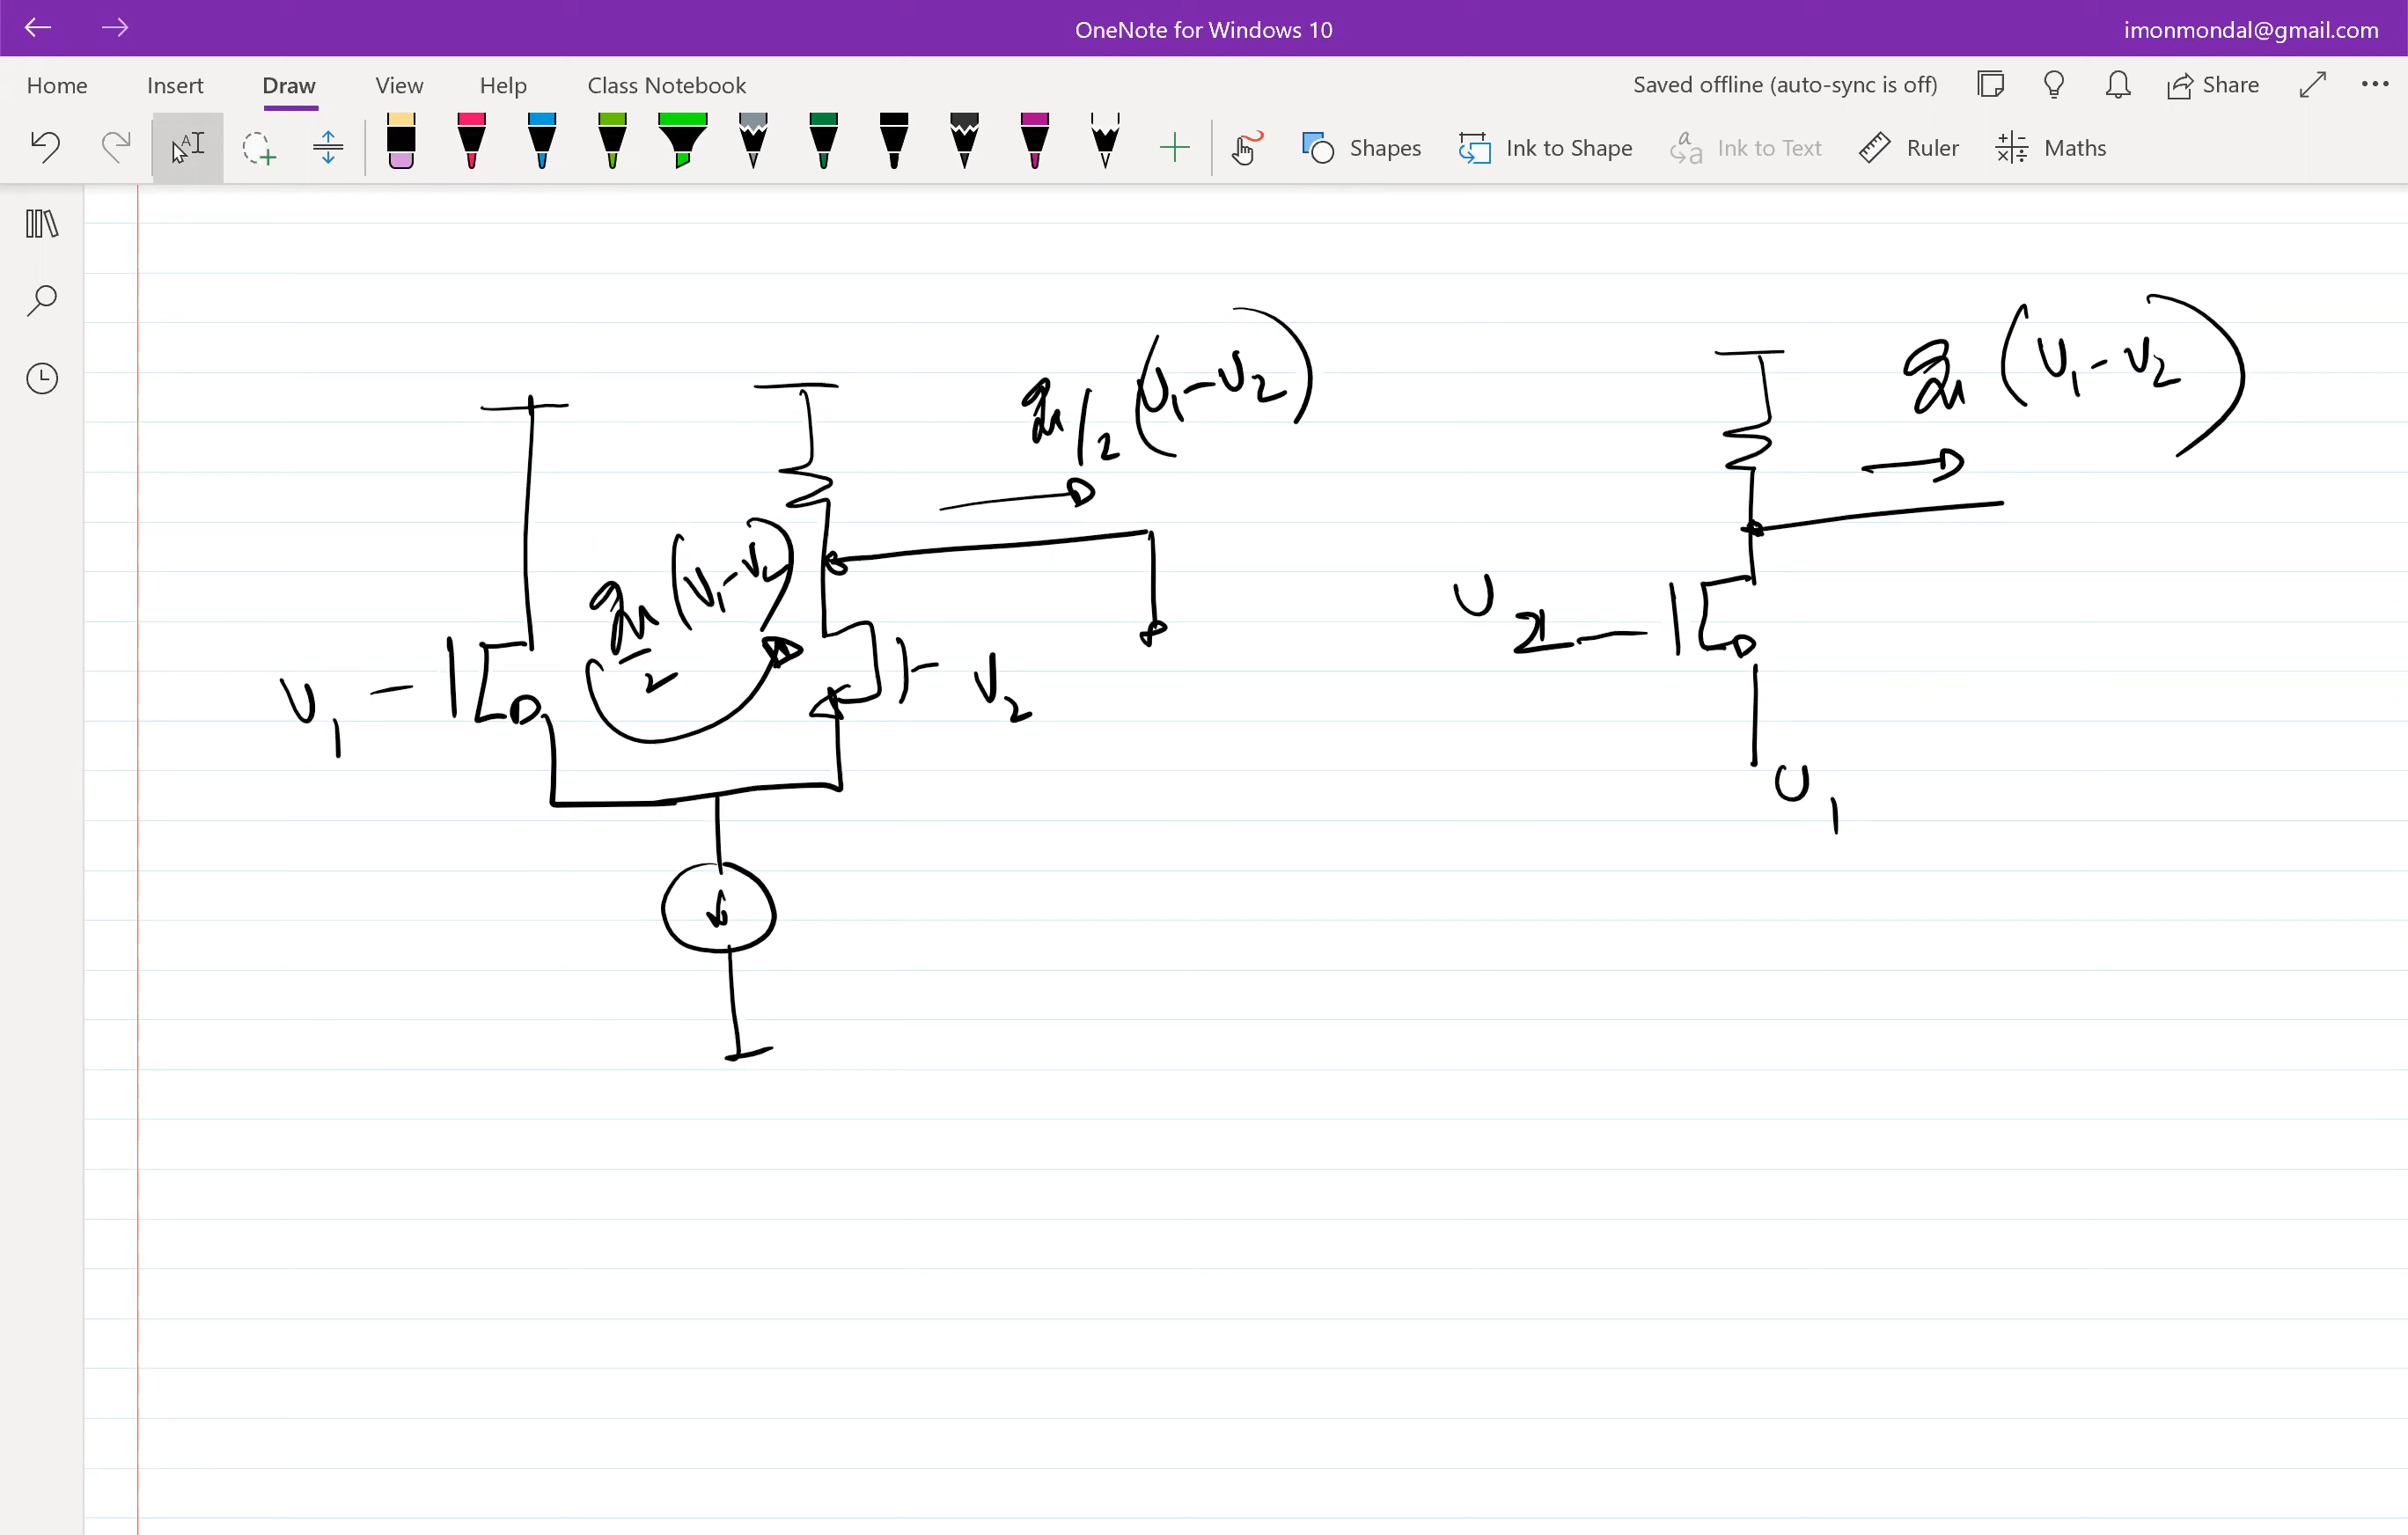 OneNote for Windows 10
imonmondal@gmail.com
Home Insert Draw View Help Class Notebook
Saved offline (auto-sync is off) Share
Shapes Ink to Shape Ink to Text Ruler Maths
gm/2 (V1-V2)
gm (V1-V2)
gm/2 (V1-V2)
V1
V2
V2
V1